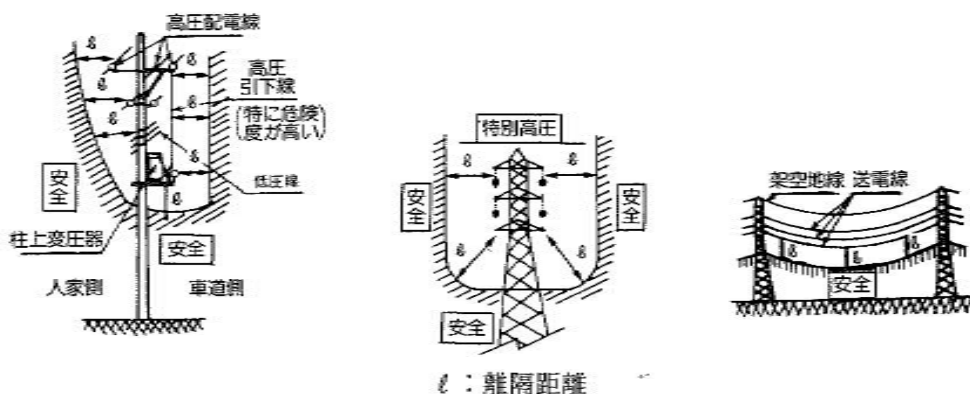 高圧配電線
ℓ
ℓ
高圧
引下線
ℓ
ℓ
ℓ
(特に危険
度が高い)
ℓ
ℓ
低圧線
安全
ℓ
柱上変圧器
安全
人家側
車道側
特別高圧
ℓ
ℓ
安全
安全
ℓ
ℓ
安全
架空地線 送電線
ℓ
ℓ
ℓ
安全
ℓ：離隔距離